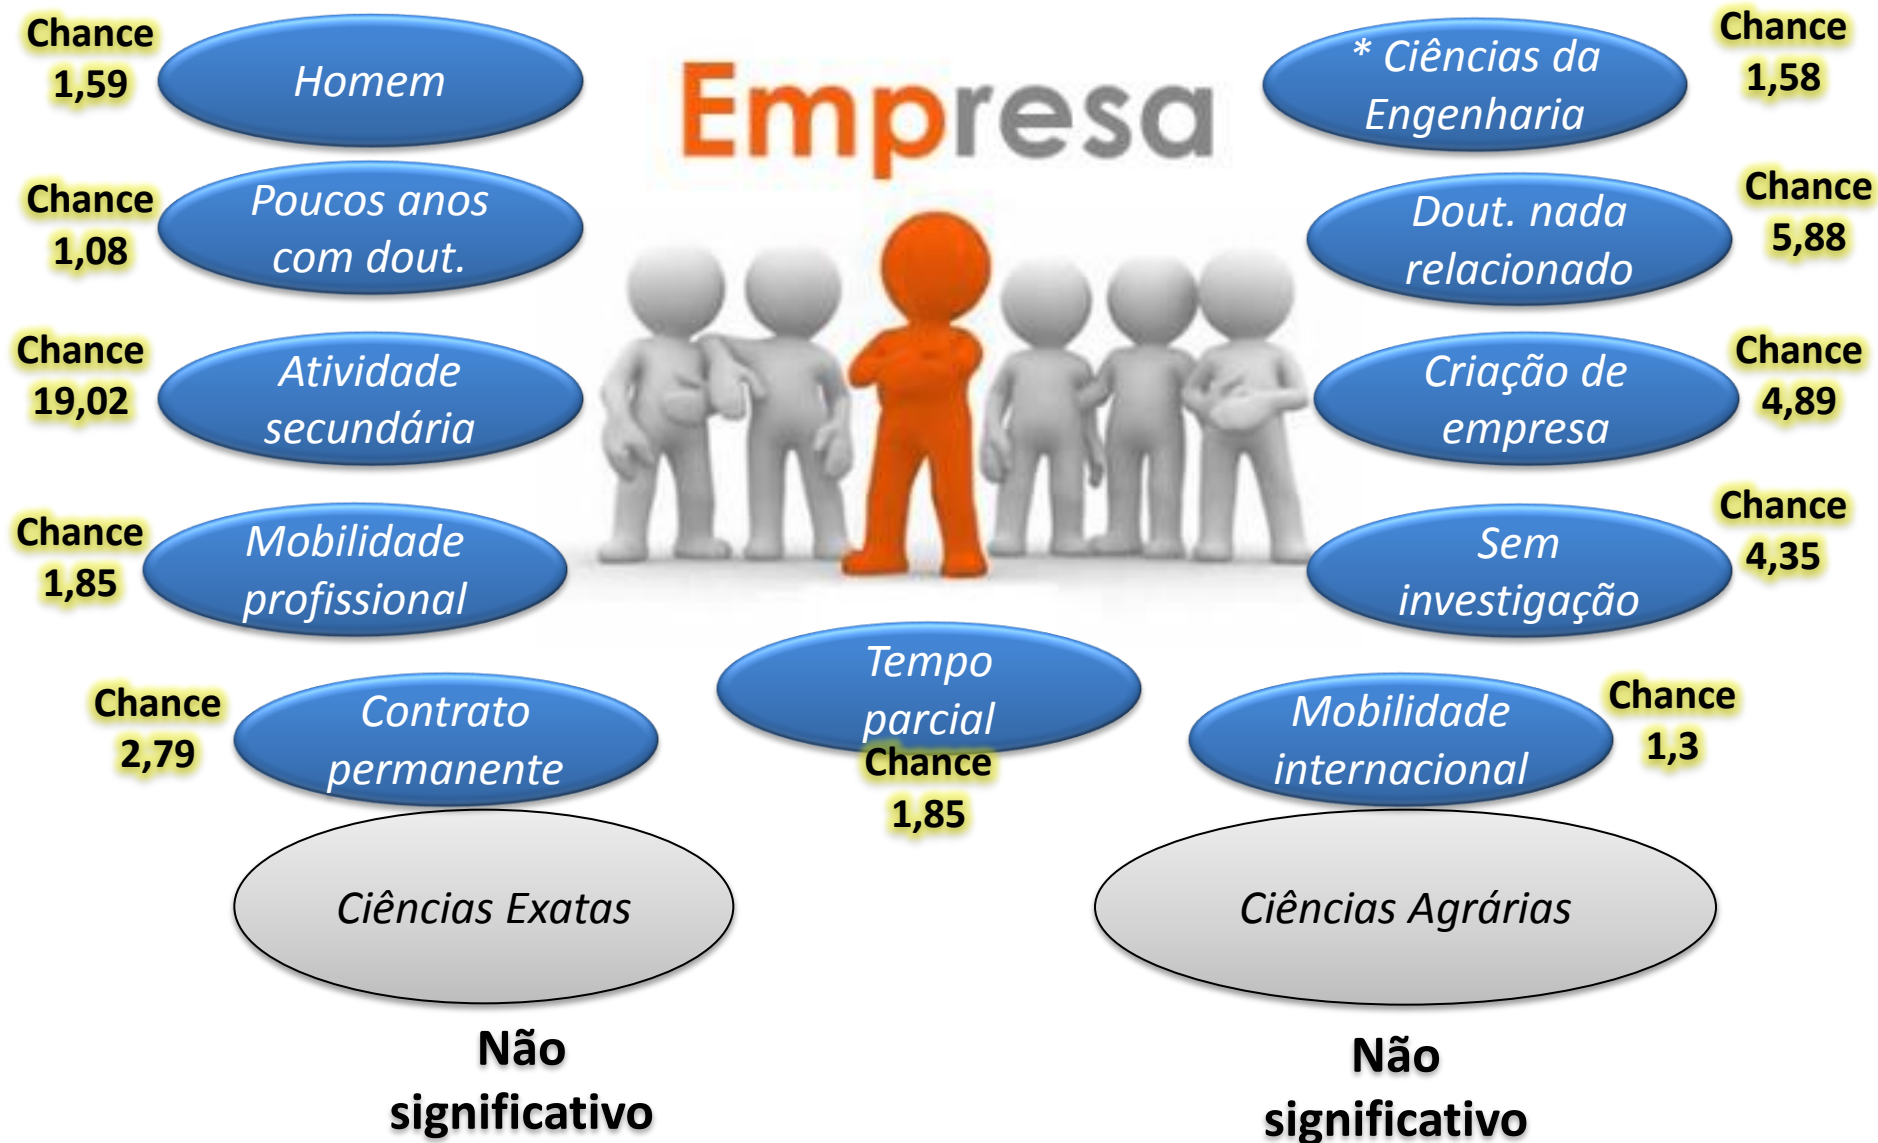 Empresa
Chance
1,59
Homem
Chance
1,08
Poucos anos
com dout.
Chance
19,02
Atividade
secundária
Chance
1,85
Mobilidade
profissional
Chance
2,79
Contrato
permanente
Tempo
parcial
Chance
1,85
* Ciências da
Engenharia
Chance
1,58
Dout. nada
relacionado
Chance
5,88
Criação de
empresa
Chance
4,89
Sem
investigação
Chance
4,35
Mobilidade
internacional
Chance
1,3
Ciências Exatas
Não
significativo
Ciências Agrárias
Não
significativo